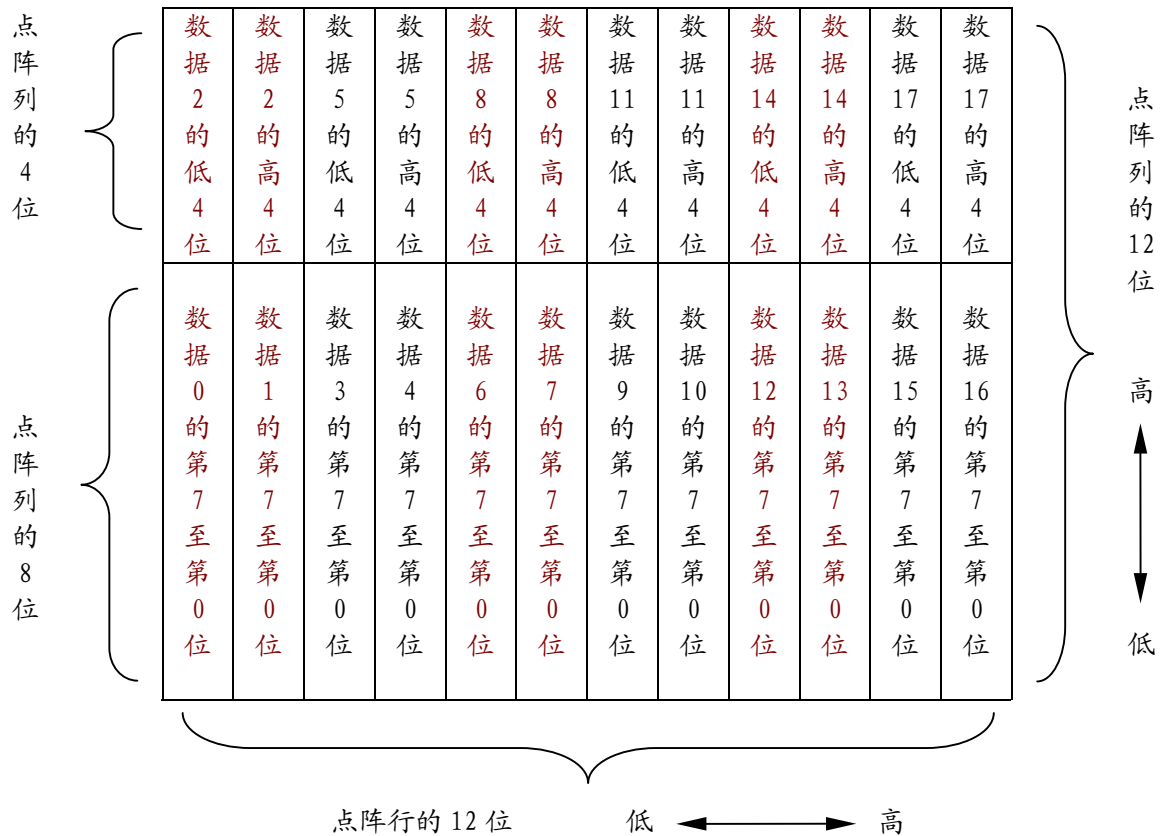 点阵列的4位
数据2的低4位
数据2的高4位
数据5的低4位
数据5的高4位
数据8的低4位
数据8的高4位
数据11的低4位
数据11的高4位
数据14的低4位
数据14的高4位
数据17的低4位
数据17的高4位
点阵列的8位
数据0的第7至第0位
数据1的第7至第0位
数据3的第7至第0位
数据4的第7至第0位
数据6的第7至第0位
数据7的第7至第0位
数据9的第7至第0位
数据10的第7至第0位
数据12的第7至第0位
数据13的第7至第0位
数据15的第7至第0位
数据16的第7至第0位
点阵列的12位
高
低
点阵行的12位 低 高